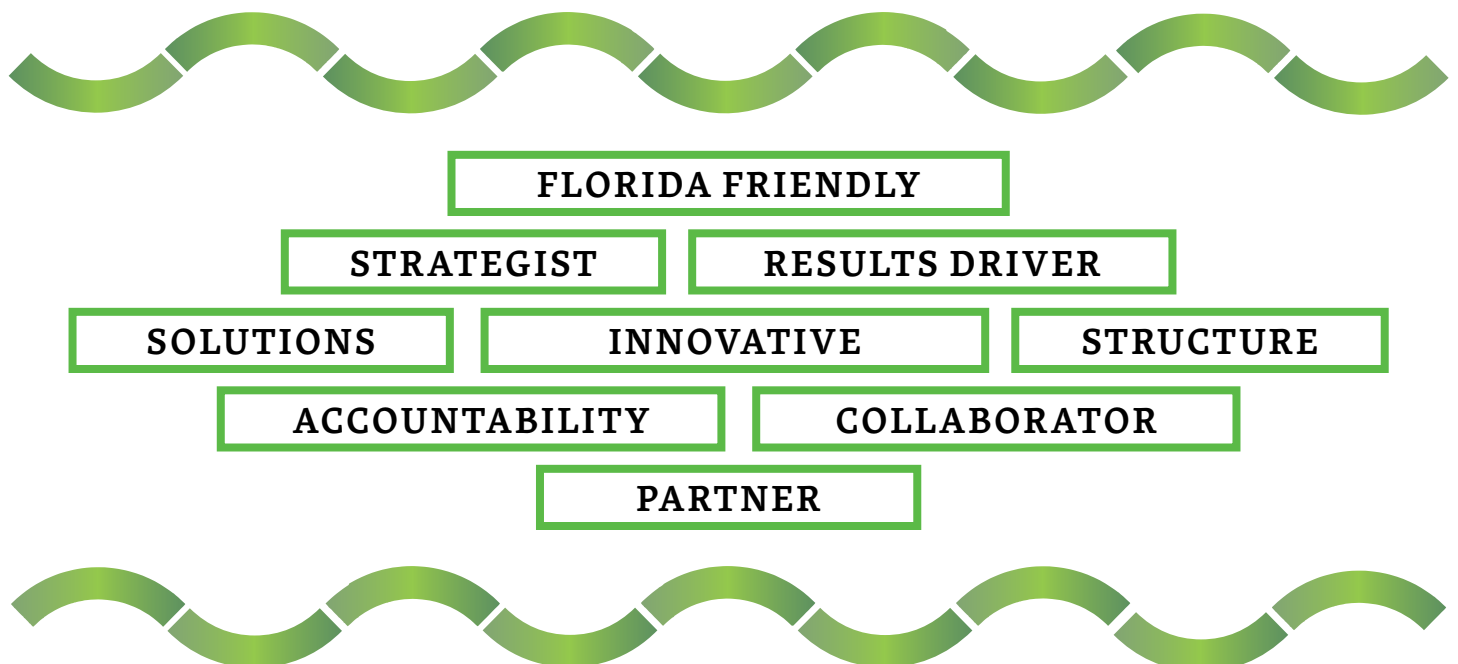 FLORIDA FRIENDLY
STRATEGIST RESULTS DRIVER
SOLUTIONS INNOVATIVE STRUCTURE
ACCOUNTABILITY COLLABORATOR
PARTNER